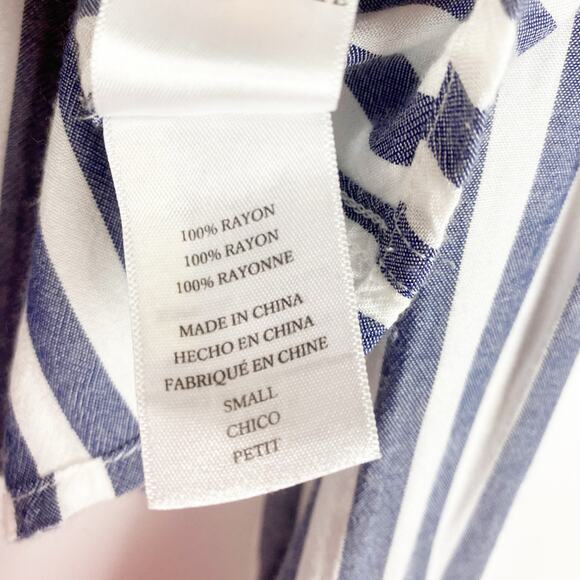 100% RAYON
100% RAYON
100% RAYONNE
MADE IN CHINA
HECHO EN CHINA
FABRIQUÉ EN CHINE
SMALL
CHICO
PETIT